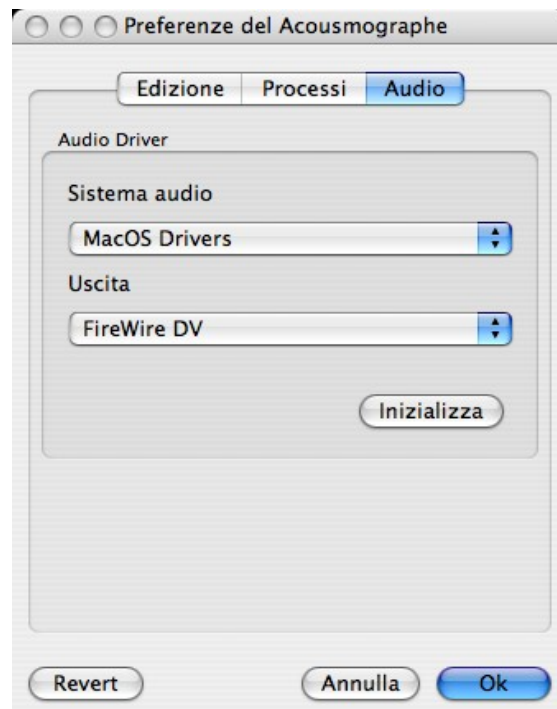 Preferenze del Acousmographe
Edizione Processi Audio
Audio Driver
Sistema audio
MacOS Drivers
Uscita
FireWire DV
Inizializza
Revert Annulla Ok